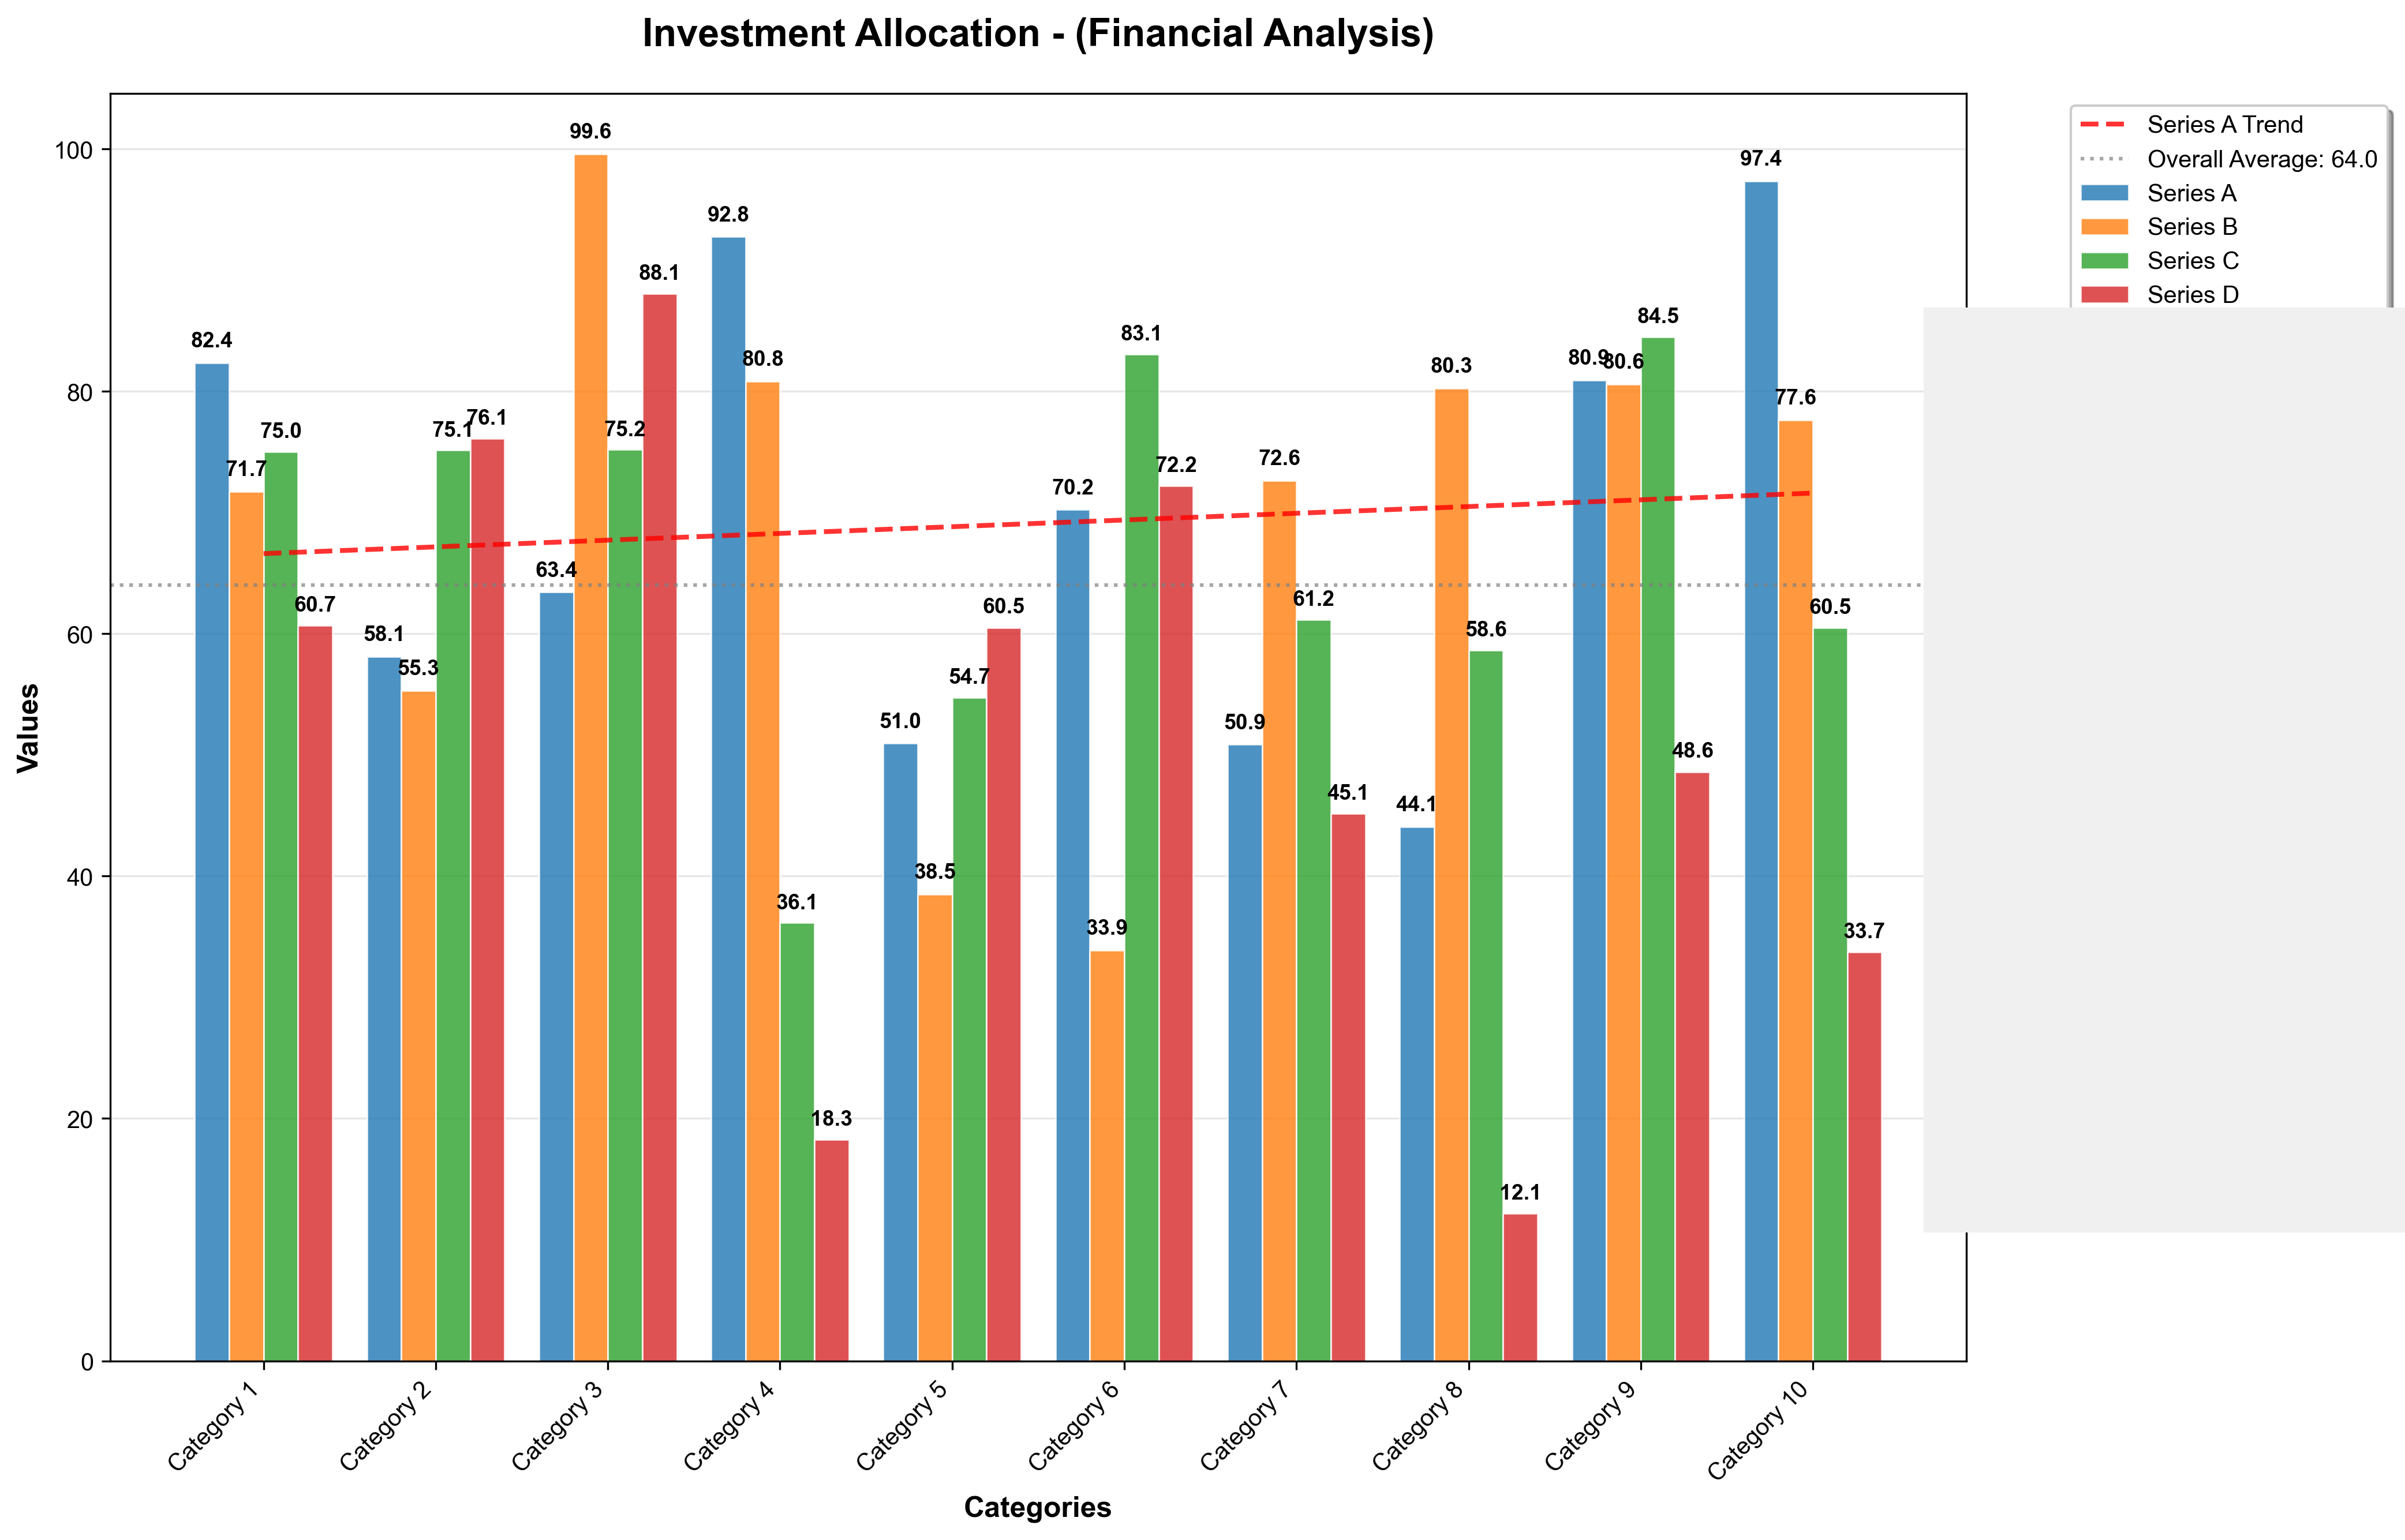 Investment Allocation - (Financial Analysis)
Series A Trend
Overall Average: 64.0
Series A
Series B
Series C
Series D
Values
100
80
60
40
20
0
82.4
71.7
75.0
60.7
58.1
55.3
75.1
76.1
63.4
99.6
75.2
88.1
92.8
80.8
36.1
18.3
51.0
38.5
54.7
60.5
70.2
33.9
83.1
72.2
50.9
72.6
61.2
45.1
44.1
80.3
58.6
12.1
80.9
80.6
84.5
48.6
97.4
77.6
60.5
33.7
Category 1
Category 2
Category 3
Category 4
Category 5
Category 6
Category 7
Category 8
Category 9
Category 10
Categories